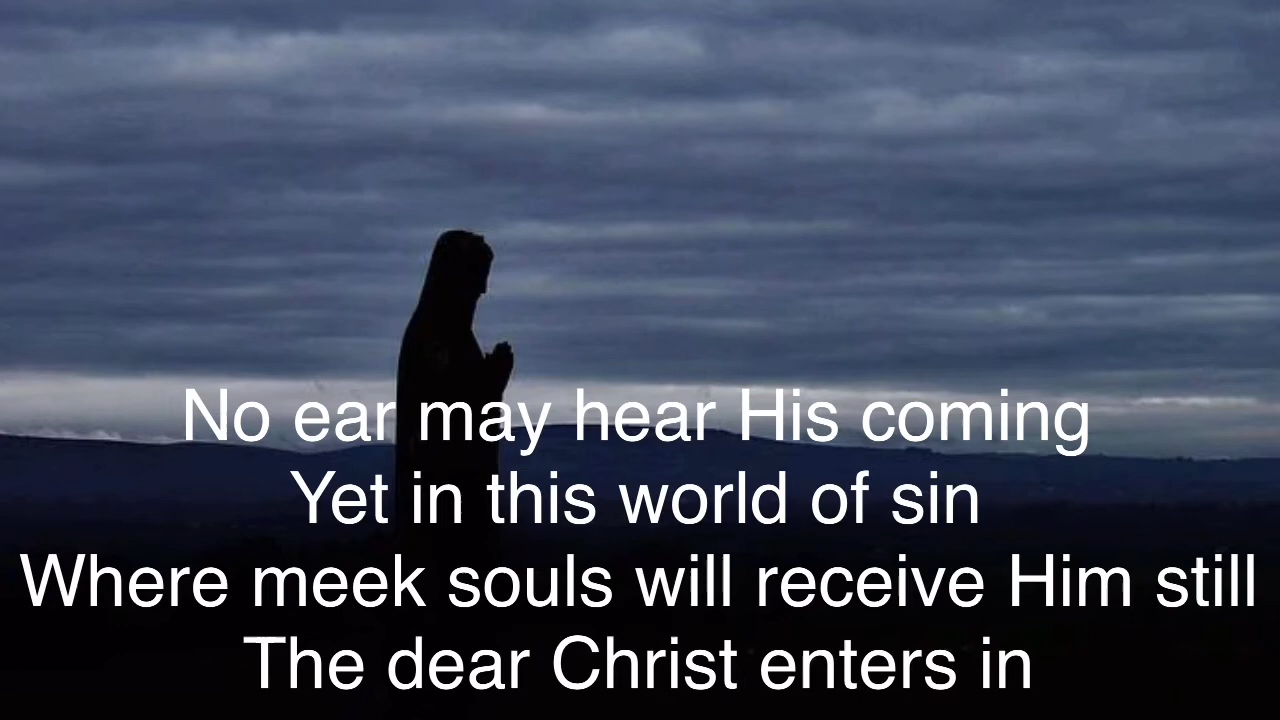 No ear may hear His coming
Yet in this world of sin
Where meek souls will receive Him still
The dear Christ enters in